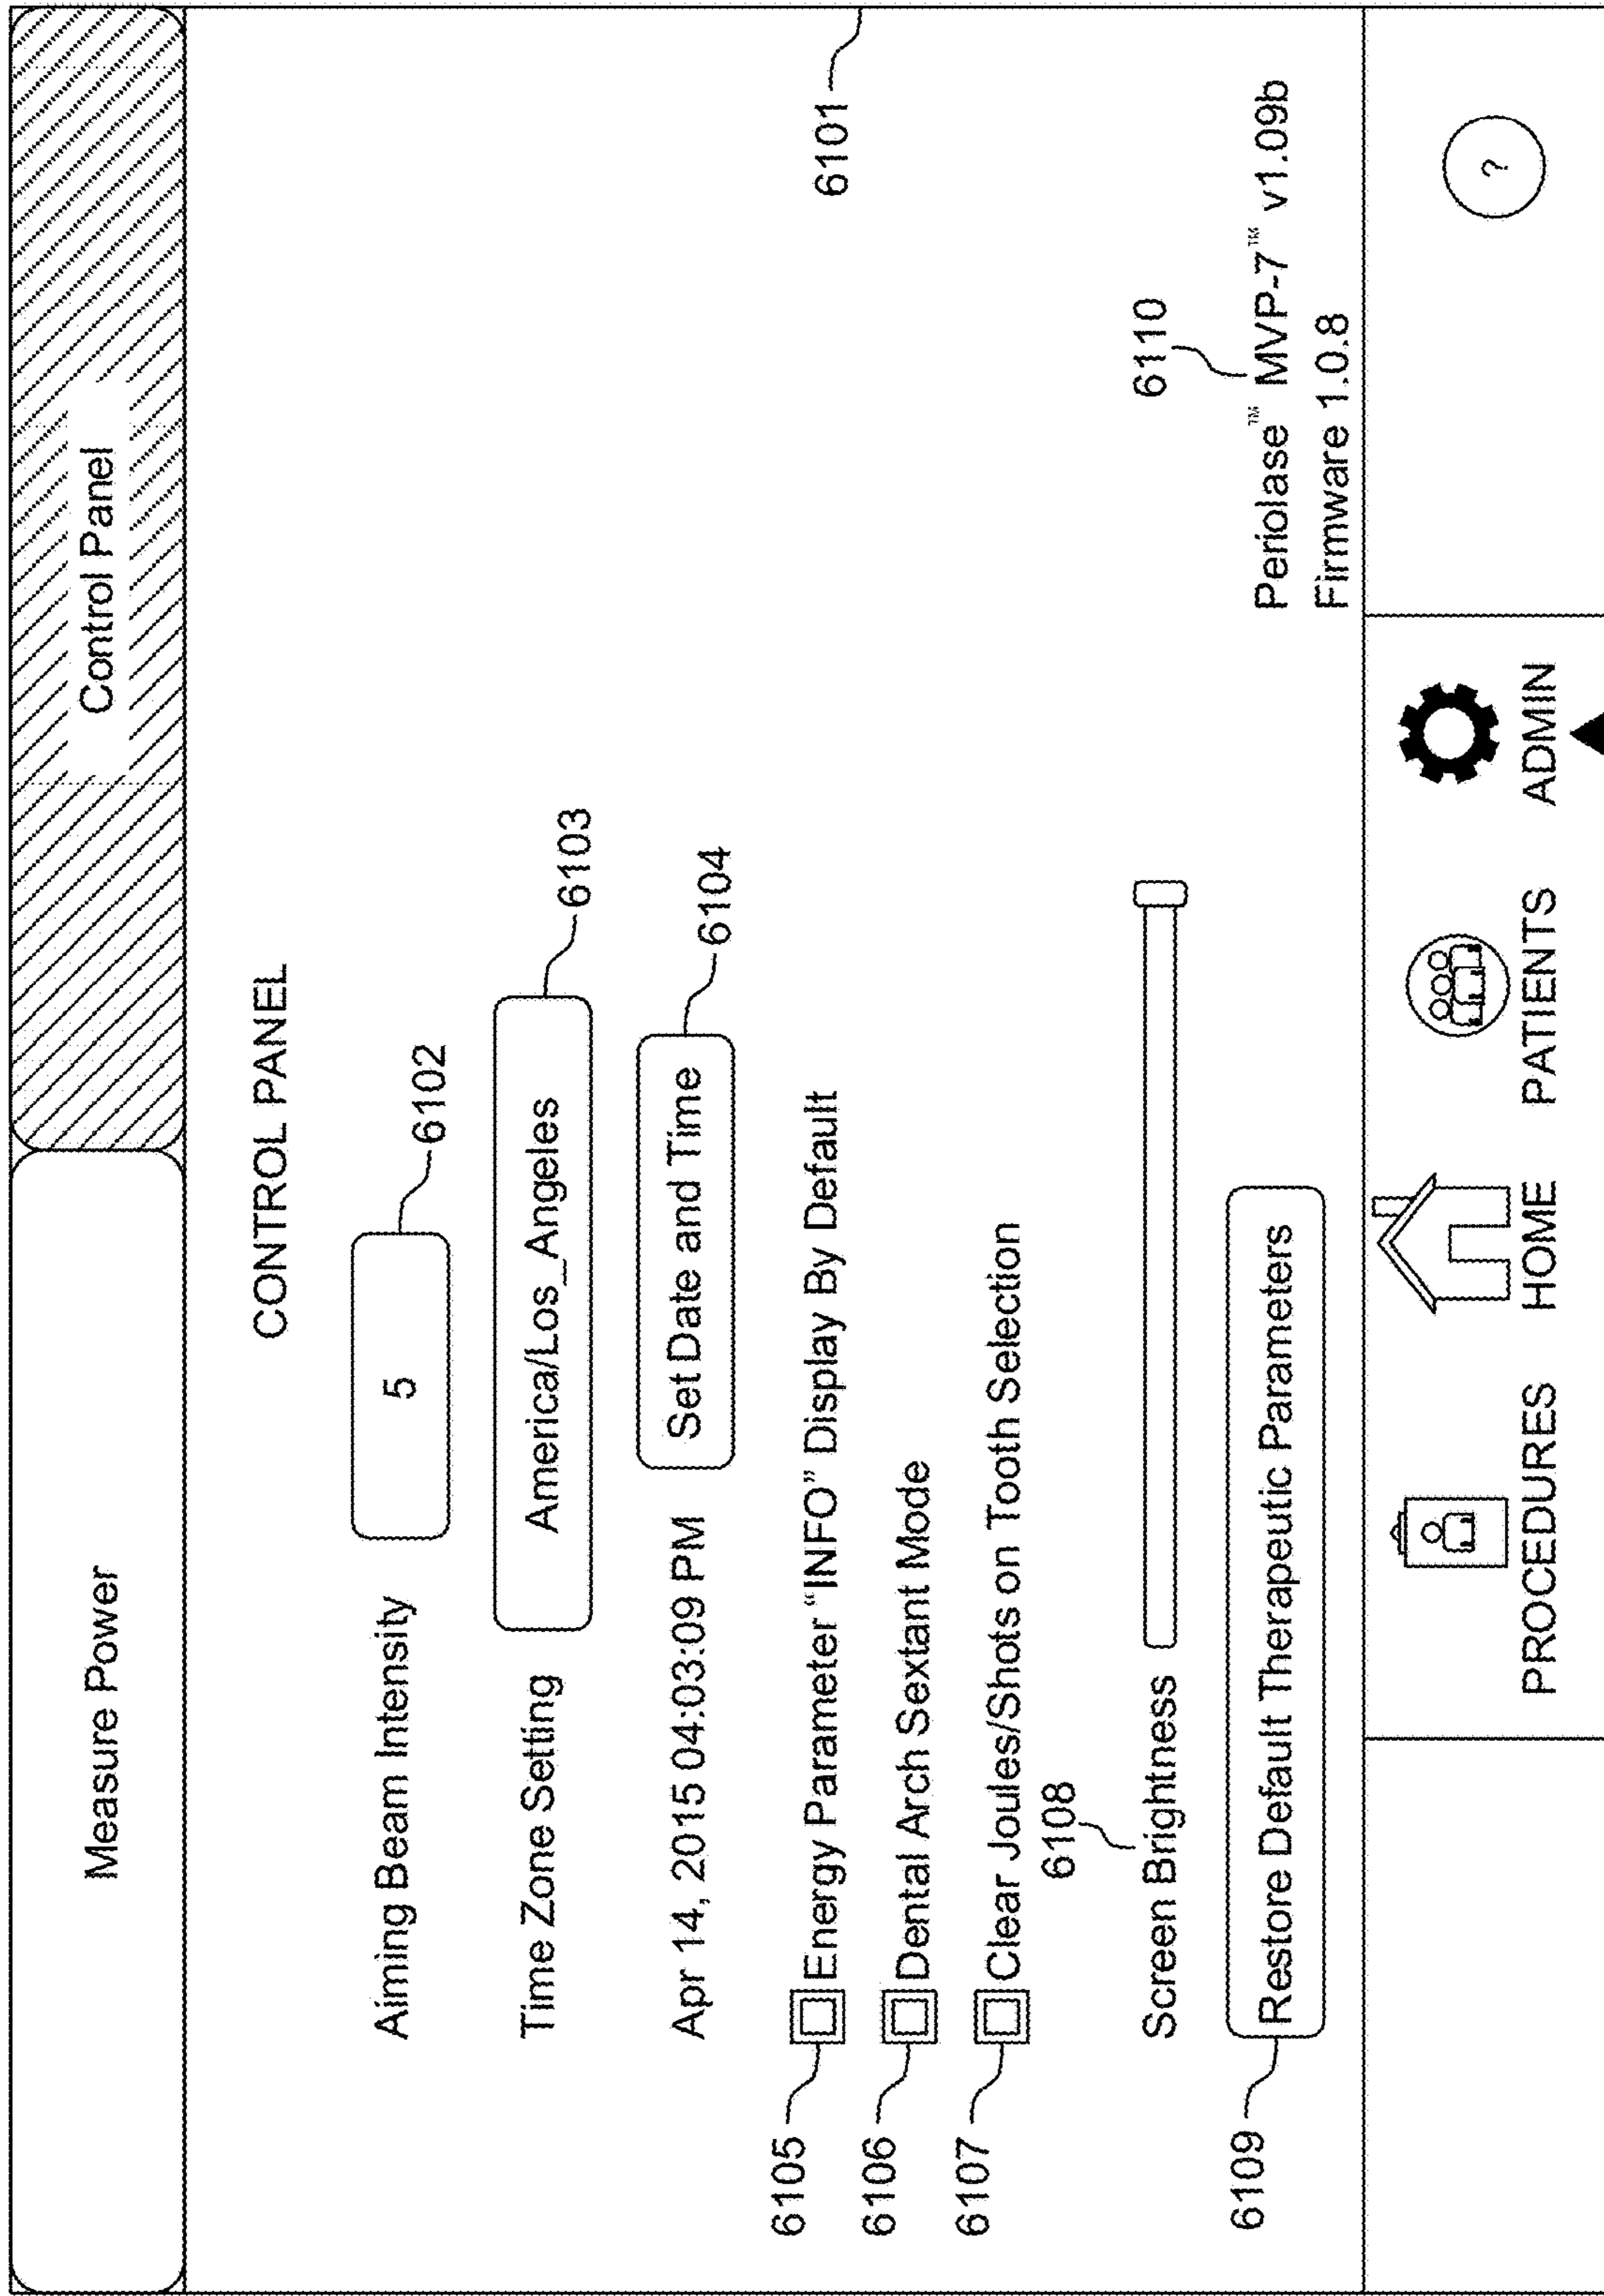 Measure Power
Control Panel
CONTROL PANEL
Aiming Beam Intensity 5 6102
Time Zone Setting America/Los_Angeles 6103
Apr 14, 2015 04:03:09 PM Set Date and Time 6104
6105 Energy Parameter “INFO” Display By Default
6101
6106 Dental Arch Sextant Mode
6107 Clear Joules/Shots on Tooth Selection
6108
Screen Brightness
6110
6109 Restore Default Therapeutic Parameters
Periolase™ MVP-7™ v1.09b
Firmware 1.0.8
PROCEDURES
HOME
PATIENTS
ADMIN
?